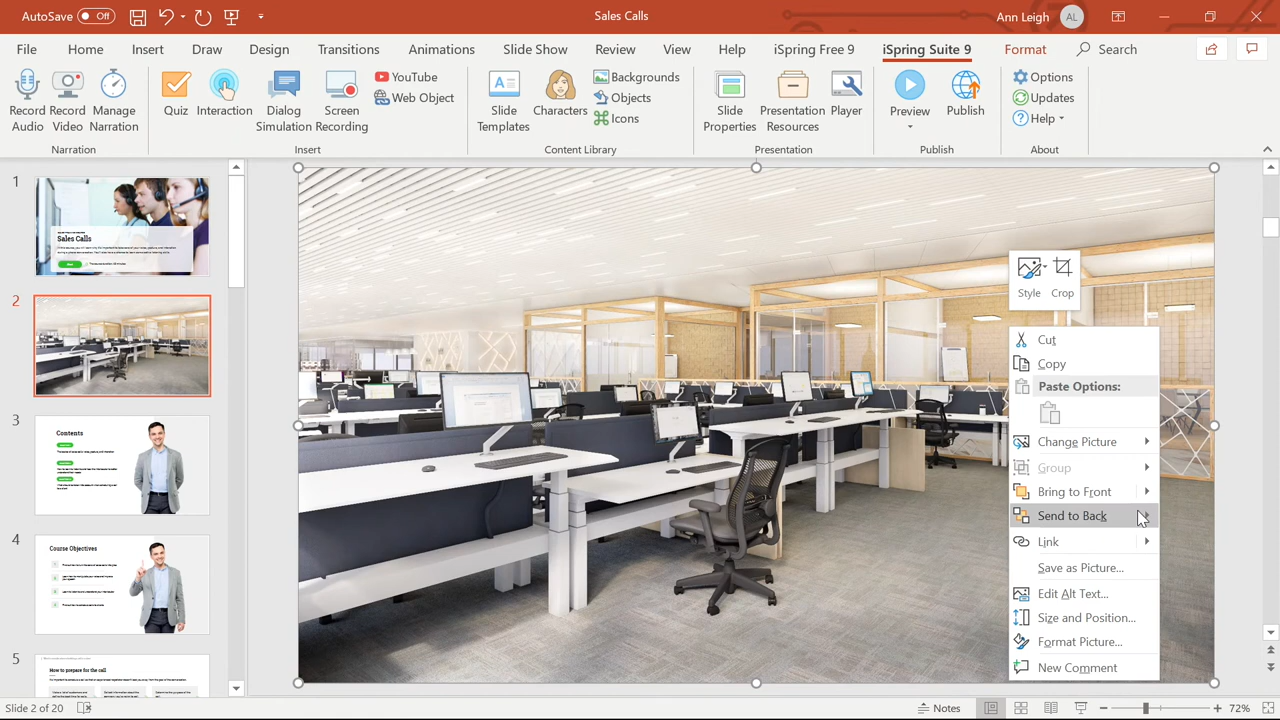 AutoSave Off
Sales Calls
Ann Leigh AL
File Home Insert Draw Design Transitions Animations Slide Show Review View Help iSpring Free 9 iSpring Suite 9 Format Search
Record Audio
Record Video
Manage Narration
Narration
Quiz
Interaction
Dialog Simulation
Screen Recording
YouTube
Web Object
Insert
Slide Templates
Characters
Backgrounds
Objects
Icons
Content Library
Slide Properties
Presentation Resources
Player
Presentation
Preview
Publish
Publish
Options
Updates
Help
About
1
Sales Calls
2
3
Contents
4
Course Objectives
5
How to prepare for the call
Style Crop
Cut
Copy
Paste Options:
Change Picture
Group
Bring to Front
Send to Back
Link
Save as Picture...
Edit Alt Text...
Size and Position...
Format Picture...
New Comment
Slide 2 of 20
Notes
72%